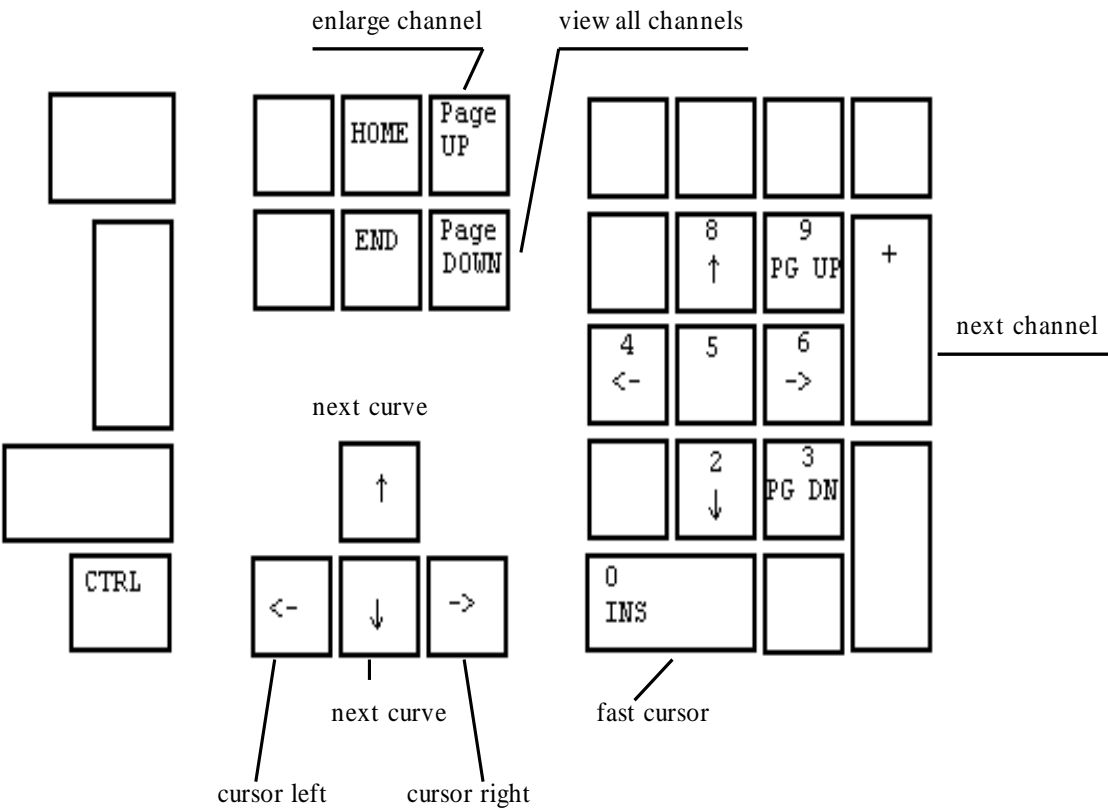 enlarge channel
view all channels
HOME
Page
UP
END
Page
DOWN
8
↑
9
PG UP
+
4
<-
5
6
->
next channel
next curve
↑
2
↓
3
PG DN
CTRL
<-
↓
->
0
INS
next curve
fast cursor
cursor left
cursor right